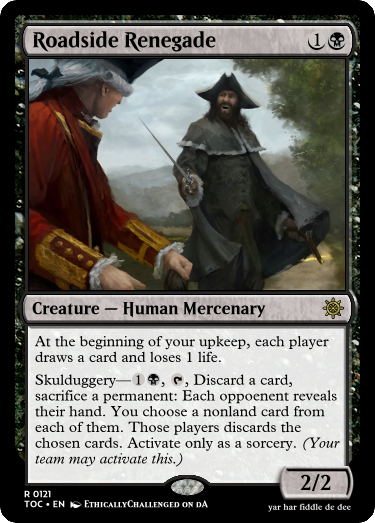 Roadside Renegade 1
Creature — Human Mercenary
At the beginning of your upkeep, each player
draws a card and loses 1 life.
Skulduggery—1, , Discard a card,
sacrifice a permanent: Each oppoenent reveals
their hand. You choose a nonland card from
each of them. Those players discards the
chosen cards. Activate only as a sorcery. (Your
team may activate this.)
2/2
R 0121
TOC • EN EthicallyChallenged on dA
yar har fiddle de dee